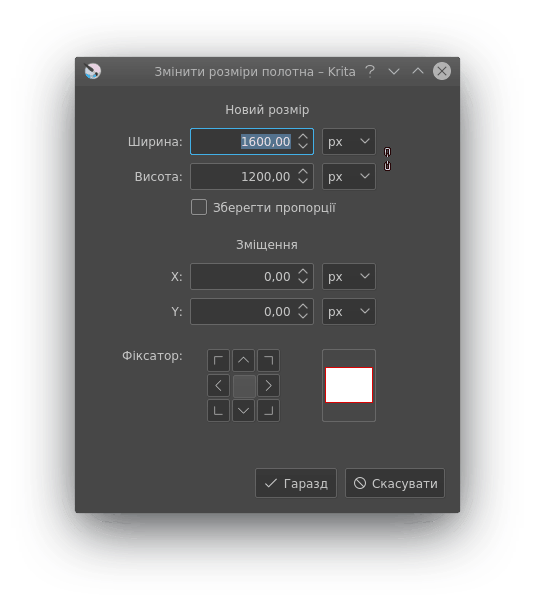 Змінити розміри полотна – Krita
Новий розмір
Ширина: 1600,00 px
Висота: 1200,00 px
Зберегти пропорції
Зміщення
X: 0,00 px
Y: 0,00 px
Фіксатор:
Гаразд Скасувати